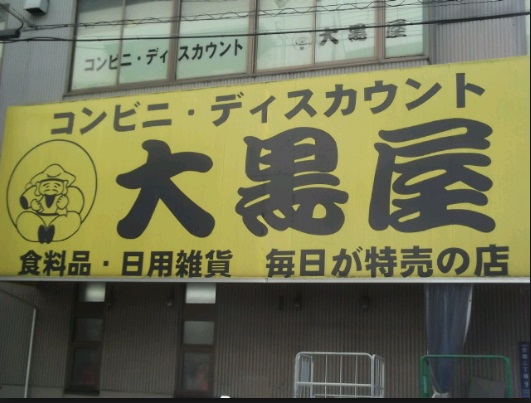 コンビニ・ディスカウント 大黒屋
コンビニ・ディスカウント
大黒屋
食料品・日用雑貨 毎日が特売の店